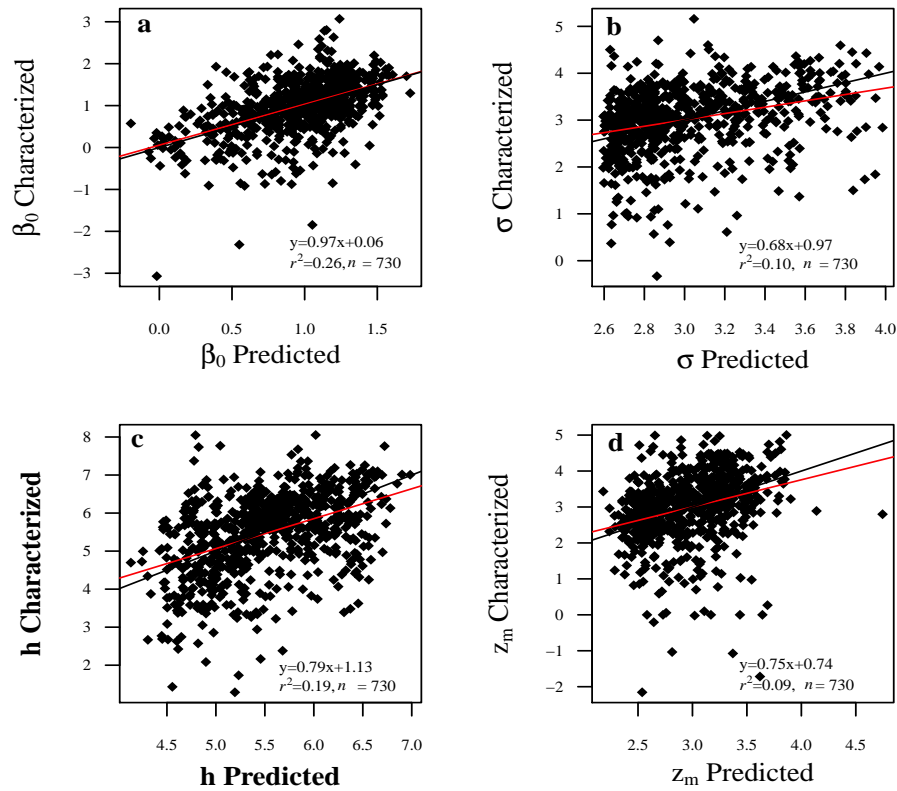 a
3
2
1
0
−1
−2
−3
β0 Characterized
y=0.97x+0.06
r2=0.26, n = 730
0.0 0.5 1.0 1.5
β0 Predicted
b
5
4
3
2
1
0
σ Characterized
y=0.68x+0.97
r2=0.10, n = 730
2.6 2.8 3.0 3.2 3.4 3.6 3.8 4.0
σ Predicted
c
8
7
6
5
4
3
2
h Characterized
y=0.79x+1.13
r2=0.19, n = 730
4.5 5.0 5.5 6.0 6.5 7.0
h Predicted
d
5
4
3
2
1
0
−1
−2
zm Characterized
y=0.75x+0.74
r2=0.09, n = 730
2.5 3.0 3.5 4.0 4.5
zm Predicted